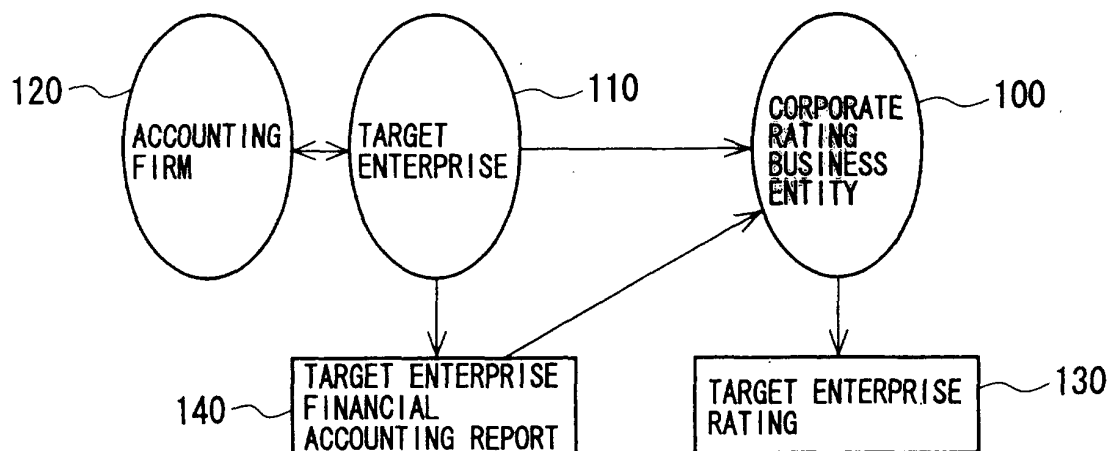 120
ACCOUNTING
FIRM
110
TARGET
ENTERPRISE
100
CORPORATE
RATING
BUSINESS
ENTITY
140
TARGET ENTERPRISE
FINANCIAL
ACCOUNTING REPORT
130
TARGET ENTERPRISE
RATING